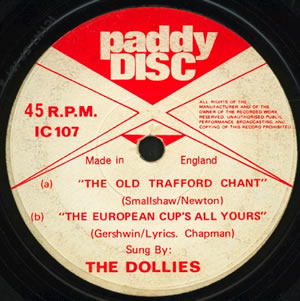 paddy
DISC
45 R.P.M.
IC 107
ALL RIGHTS OF THE
MANUFACTURER AND OF THE
OWNER OF THE RECORDED WORK
RESERVED. UNAUTHORISED PUBLIC
PERFORMANCE BROADCASTING AND
COPYING OF THIS RECORD PROHIBITED.
Made in England
(a) "THE OLD TRAFFORD CHANT"
(Smallshaw/Newton)
(b) "THE EUROPEAN CUP'S ALL YOURS"
(Gershwin/Lyrics. Chapman)
Sung By:
THE DOLLIES